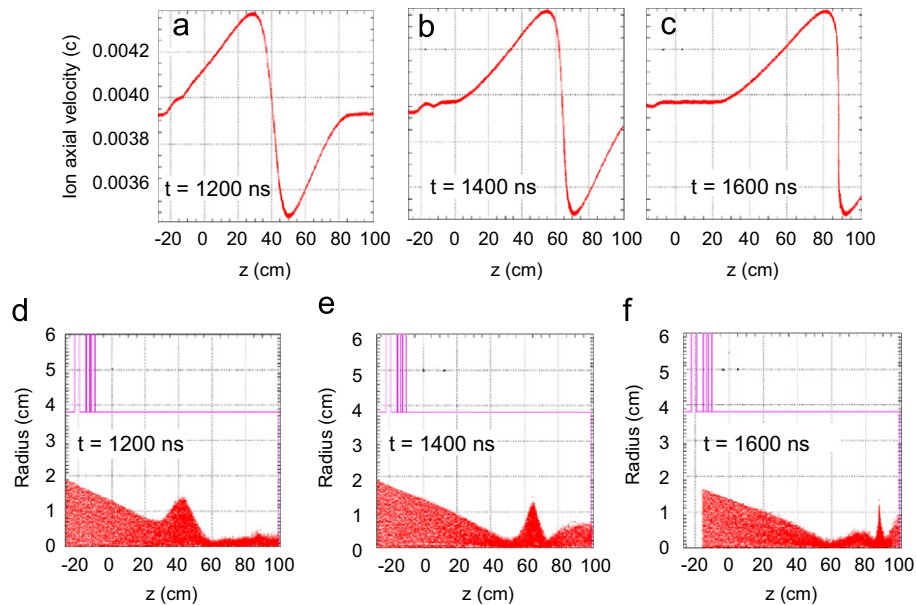 a b c
Ion axial velocity (c)
0.0042
0.0040
0.0038
0.0036
t = 1200 ns t = 1400 ns t = 1600 ns
-20 0 20 40 60 80 100 -20 0 20 40 60 80 100 -20 0 20 40 60 80 100
z (cm) z (cm) z (cm)
d e f
Radius (cm) Radius (cm) Radius (cm)
6 6 6
5 5 5
4 4 4
3 3 3
t = 1200 ns t = 1400 ns t = 1600 ns
2 2 2
1 1 1
0 0 0
-20 0 20 40 60 80 100 -20 0 20 40 60 80 100 -20 0 20 40 60 80 100
z (cm) z (cm) z (cm)